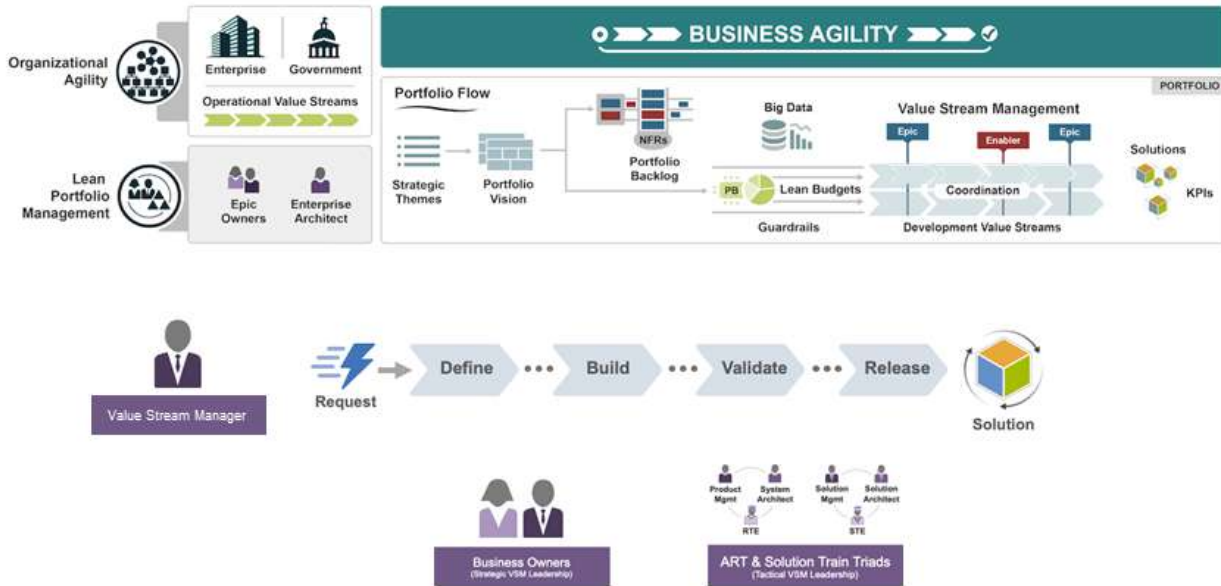 Organizational
Agility
Enterprise
Government
Operational Value Streams
Lean
Portfolio
Management
Epic
Owners
Enterprise
Architect
BUSINESS AGILITY
PORTFOLIO
Portfolio Flow
Strategic
Themes
Portfolio
Vision
NFRs
Portfolio
Backlog
Big Data
PB
Lean Budgets
Guardrails
Value Stream Management
Epic
Enabler
Epic
Coordination
Development Value Streams
Solutions
KPIs
Value Stream Manager
Request
Define
Build
Validate
Release
Solution
Business Owners
(Strategic VSM Leadership)
Product
Mgmt
System
Architect
RTE
Solution
Mgmt
Solution
Architect
STE
ART & Solution Train Triads
(Tactical VSM Leadership)